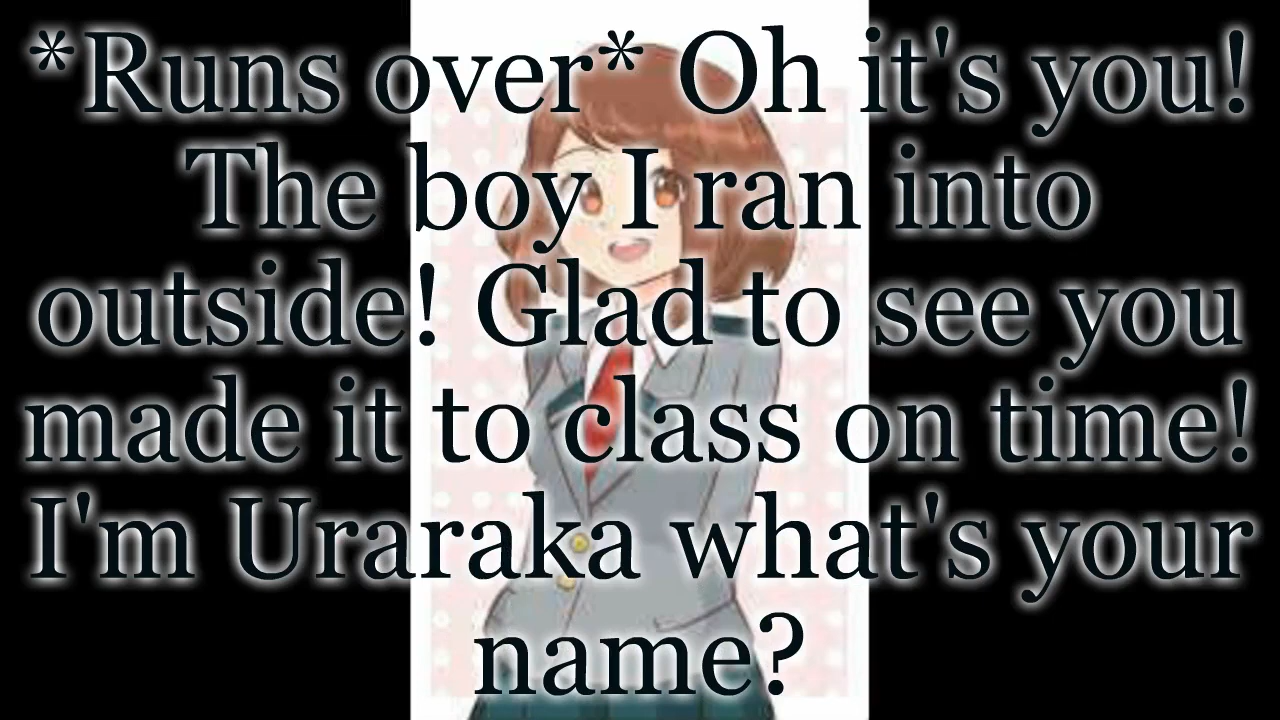 *Runs over* Oh it's you!
The boy I ran into
outside! Glad to see you
made it to class on time!
I'm Uraraka what's your
name?